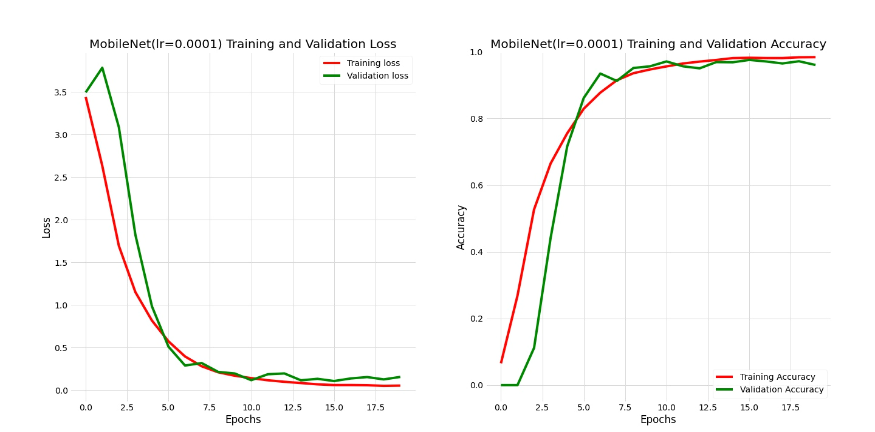 MobileNet(lr=0.0001) Training and Validation Loss
Training loss
Validation loss
3.5
3.0
2.5
2.0
1.5
1.0
0.5
0.0
Loss
0.0 2.5 5.0 7.5 10.0 12.5 15.0 17.5
Epochs
MobileNet(lr=0.0001) Training and Validation Accuracy
1.0
0.8
0.6
0.4
0.2
0.0
Accuracy
Training Accuracy
Validation Accuracy
0.0 2.5 5.0 7.5 10.0 12.5 15.0 17.5
Epochs